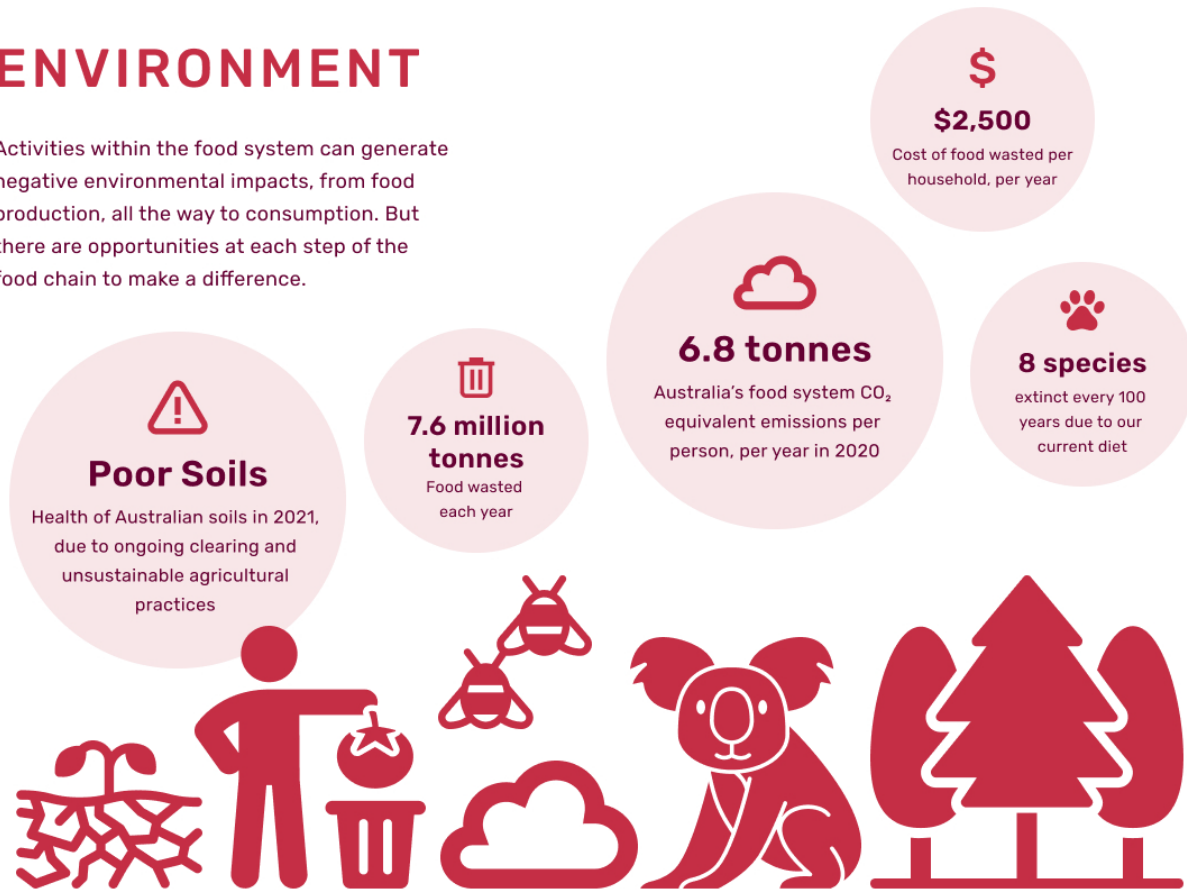 ENVIRONMENT
Activities within the food system can generate
negative environmental impacts, from food
production, all the way to consumption. But
there are opportunities at each step of the
food chain to make a difference.
$
$2,500
Cost of food wasted per
household, per year
6.8 tonnes
Australia’s food system CO₂
equivalent emissions per
person, per year in 2020
8 species
extinct every 100
years due to our
current diet
7.6 million
tonnes
Food wasted
each year
Poor Soils
Health of Australian soils in 2021,
due to ongoing clearing and
unsustainable agricultural
practices